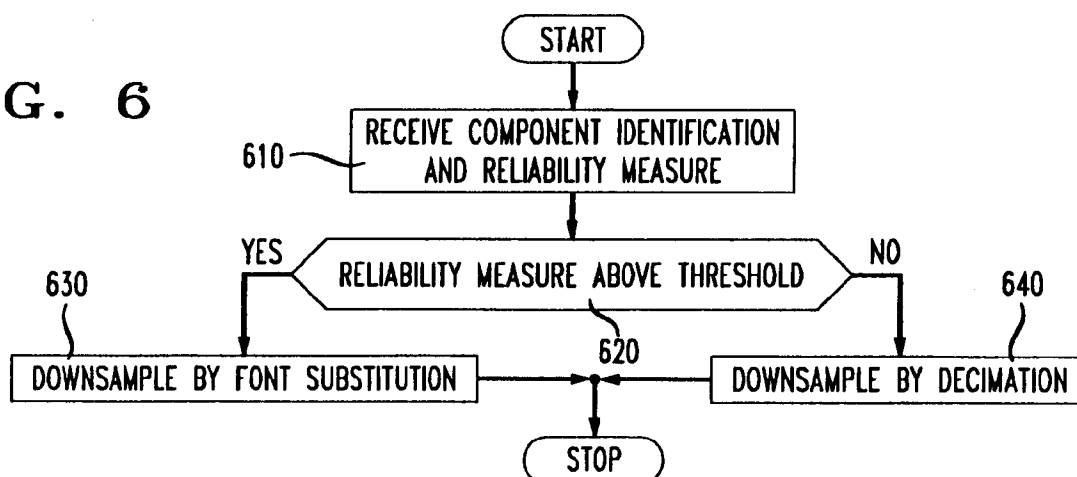 START
G. 6
RECEIVE COMPONENT IDENTIFICATION
AND RELIABILITY MEASURE
610
YES
NO
RELIABILITY MEASURE ABOVE THRESHOLD
630
640
620
DOWNSAMPLE BY FONT SUBSTITUTION
DOWNSAMPLE BY DECIMATION
STOP